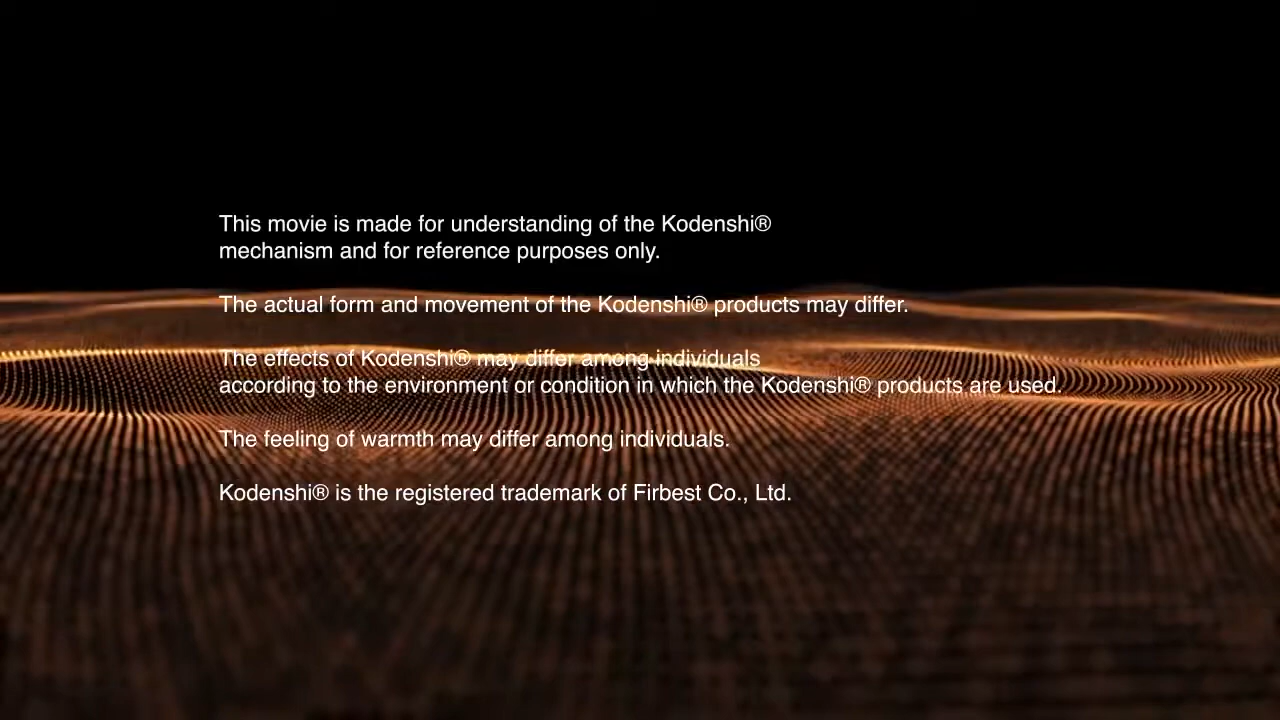 This movie is made for understanding of the Kodenshi®
mechanism and for reference purposes only.
The actual form and movement of the Kodenshi® products may differ.
The effects of Kodenshi® may differ among individuals
according to the environment or condition in which the Kodenshi® products are used.
The feeling of warmth may differ among individuals.
Kodenshi® is the registered trademark of Firbest Co., Ltd.